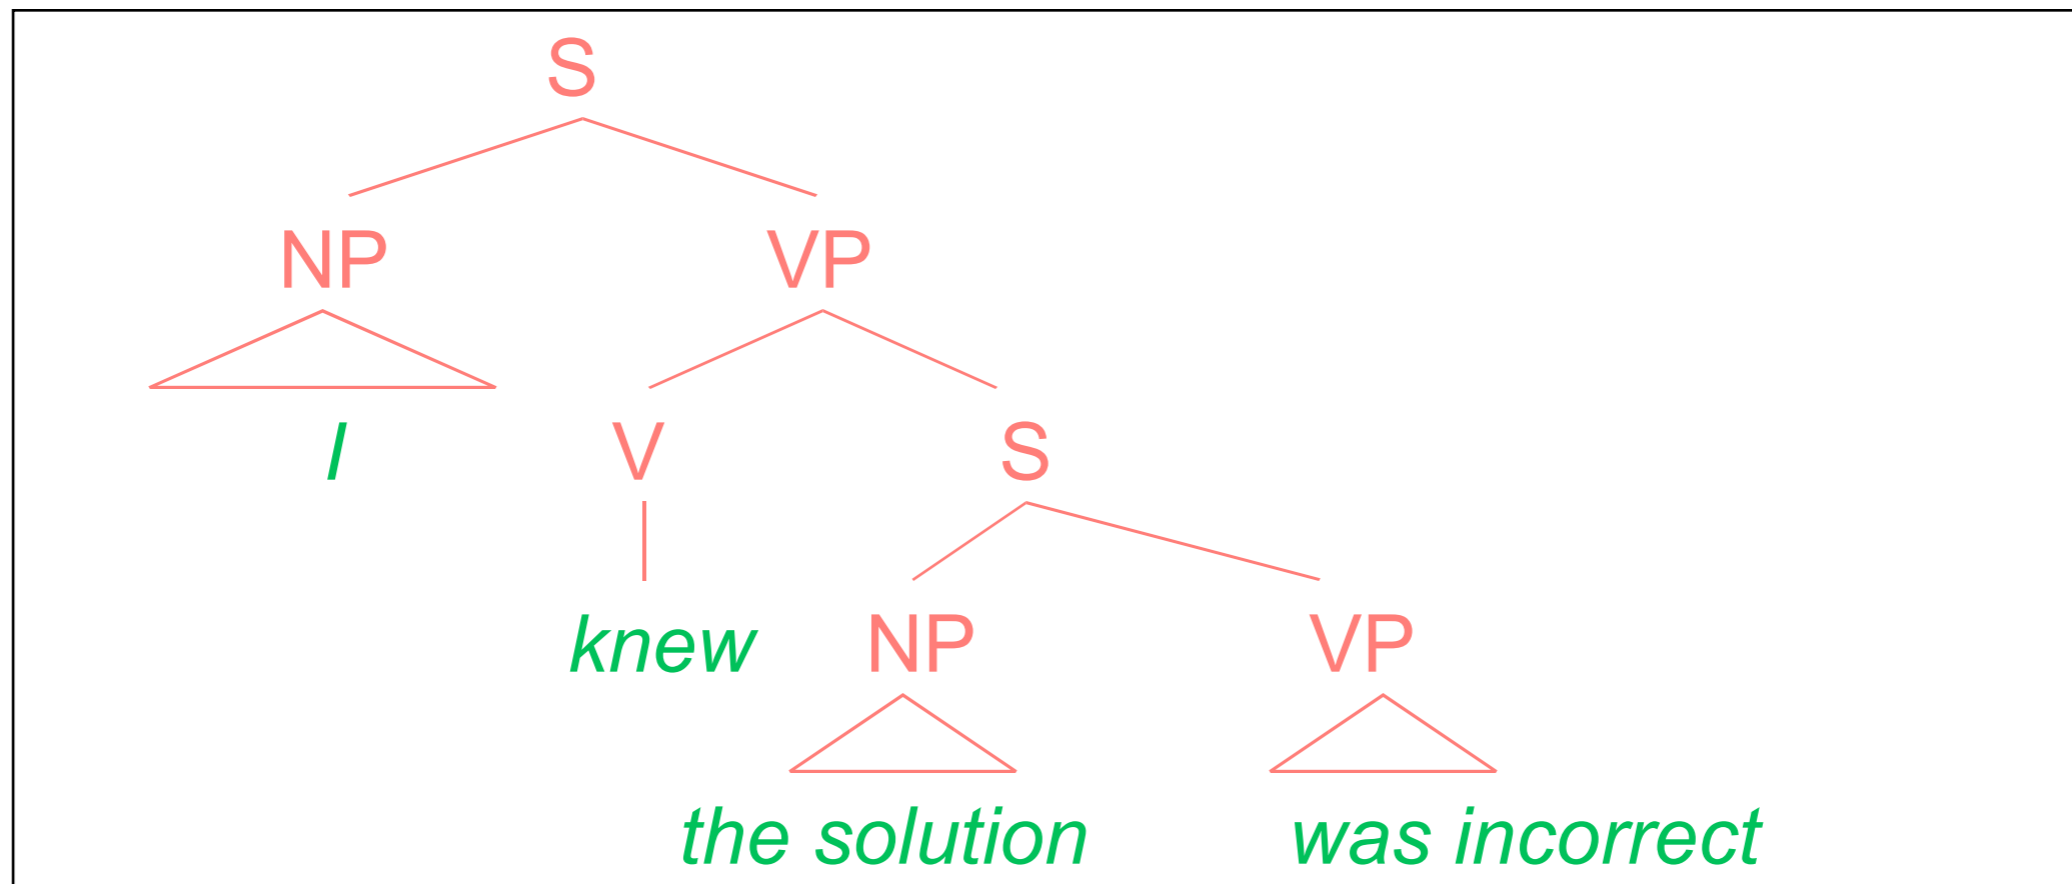 S
NP VP
I V S
knew NP VP
the solution was incorrect